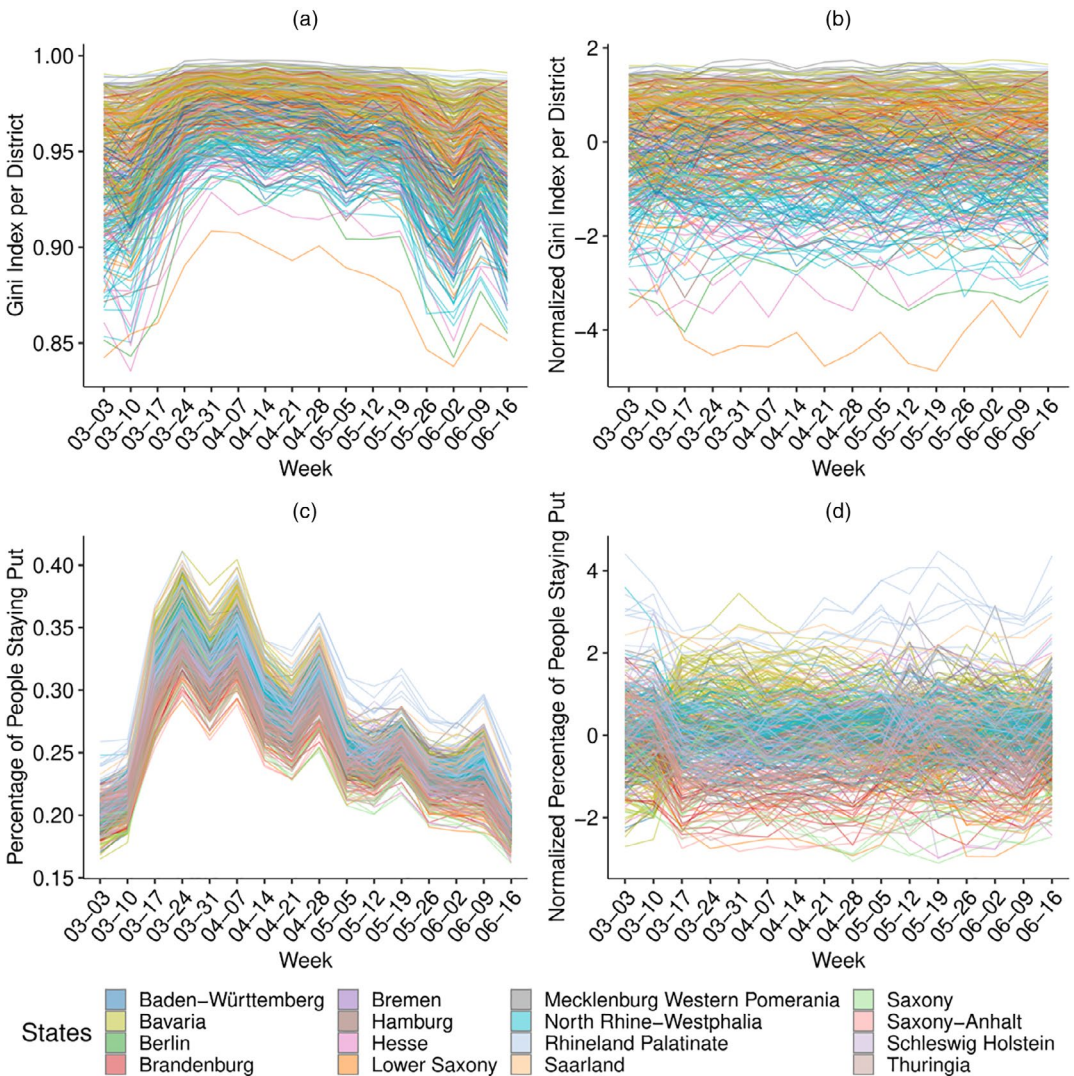 (a)
Gini Index per District
1.00
0.95
0.90
0.85
03−03 03−10 03−17 03−24 03−31 04−07 04−14 04−21 04−28 05−05 05−12 05−19 05−26 06−02 06−09 06−16
Week
(b)
Normalized Gini Index per District
2
0
−2
−4
03−03 03−10 03−17 03−24 03−31 04−07 04−14 04−21 04−28 05−05 05−12 05−19 05−26 06−02 06−09 06−16
Week
(c)
Percentage of People Staying Put
0.40
0.35
0.30
0.25
0.20
0.15
03−03 03−10 03−17 03−24 03−31 04−07 04−14 04−21 04−28 05−05 05−12 05−19 05−26 06−02 06−09 06−16
Week
(d)
Normalized Percentage of People Staying Put
4
2
0
−2
03−03 03−10 03−17 03−24 03−31 04−07 04−14 04−21 04−28 05−05 05−12 05−19 05−26 06−02 06−09 06−16
Week
States
Baden−Württemberg
Bavaria
Berlin
Brandenburg
Bremen
Hamburg
Hesse
Lower Saxony
Mecklenburg Western Pomerania
North Rhine−Westphalia
Rhineland Palatinate
Saarland
Saxony
Saxony−Anhalt
Schleswig Holstein
Thuringia